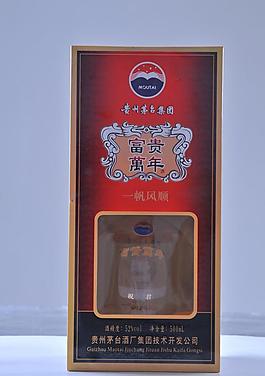 MOUTAI
贵州茅台集团
富贵
萬年
一帆风顺
富贵
萬年
祝君
酒精度：52%vol 净含量：500mL
贵州茅台酒厂集团技术开发公司
Guizhou Maotai Jiuchang Jituan Jishu Kaifa Gongsi